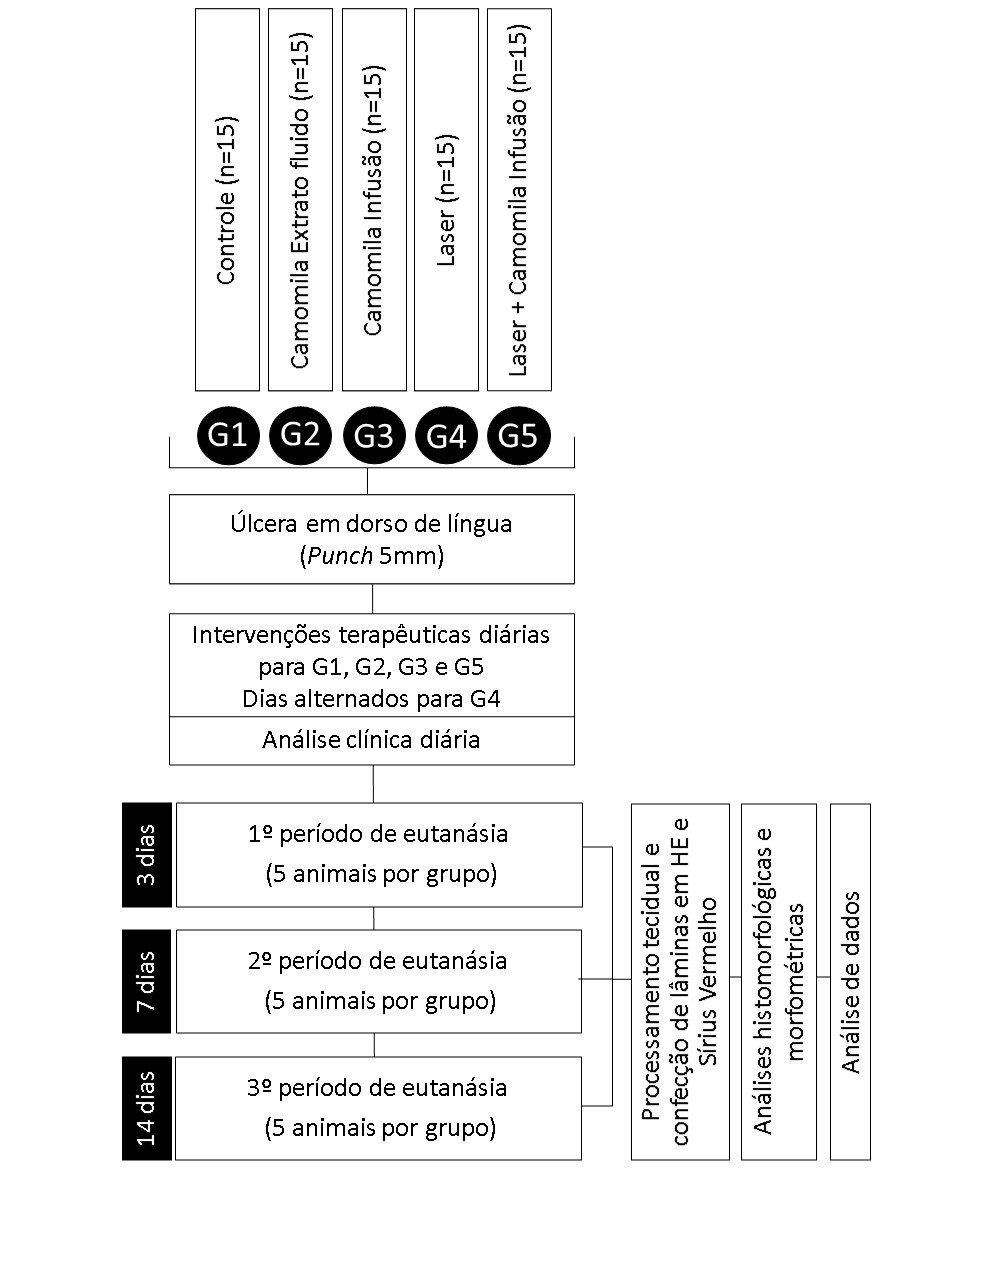 Controle (n=15)
Camomila Extrato fluido (n=15)
Camomila Infusão (n=15)
Laser (n=15)
Laser + Camomila Infusão (n=15)
G1
G2
G3
G4
G5
Úlcera em dorso de língua
(Punch 5mm)
Intervenções terapêuticas diárias
para G1, G2, G3 e G5
Dias alternados para G4
Análise clínica diária
3 dias
1º período de eutanásia
(5 animais por grupo)
7 dias
2º período de eutanásia
(5 animais por grupo)
14 dias
3º período de eutanásia
(5 animais por grupo)
Processamento tecidual e
confecção de lâminas em HE e
Sírius Vermelho
Análises histomorfológicas e
morfométricas
Análise de dados